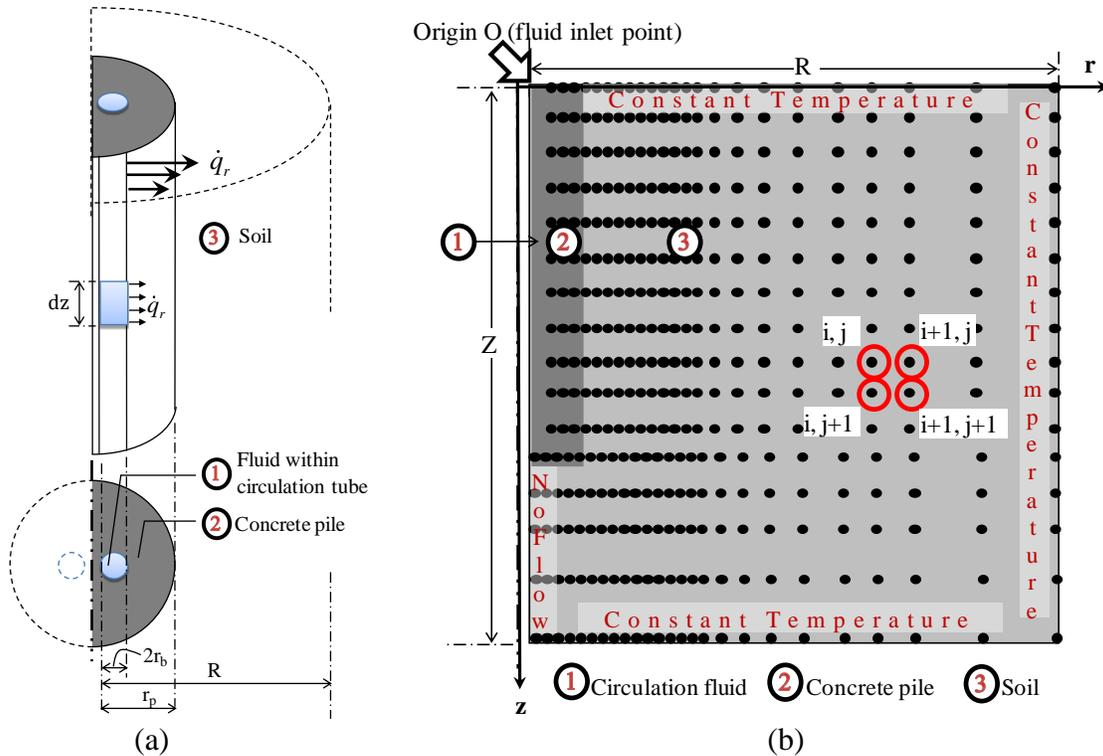 q̇r
③ Soil
dz
q̇r
① Fluid within
circulation tube
② Concrete pile
2rb
R
rp
(a)
Origin O (fluid inlet point)
R
r
Constant Temperature
Constant Temperature
Z
①
②
③
i, j
i+1, j
i, j+1
i+1, j+1
No Flow
Constant Temperature
z
① Circulation fluid ② Concrete pile ③ Soil
(b)